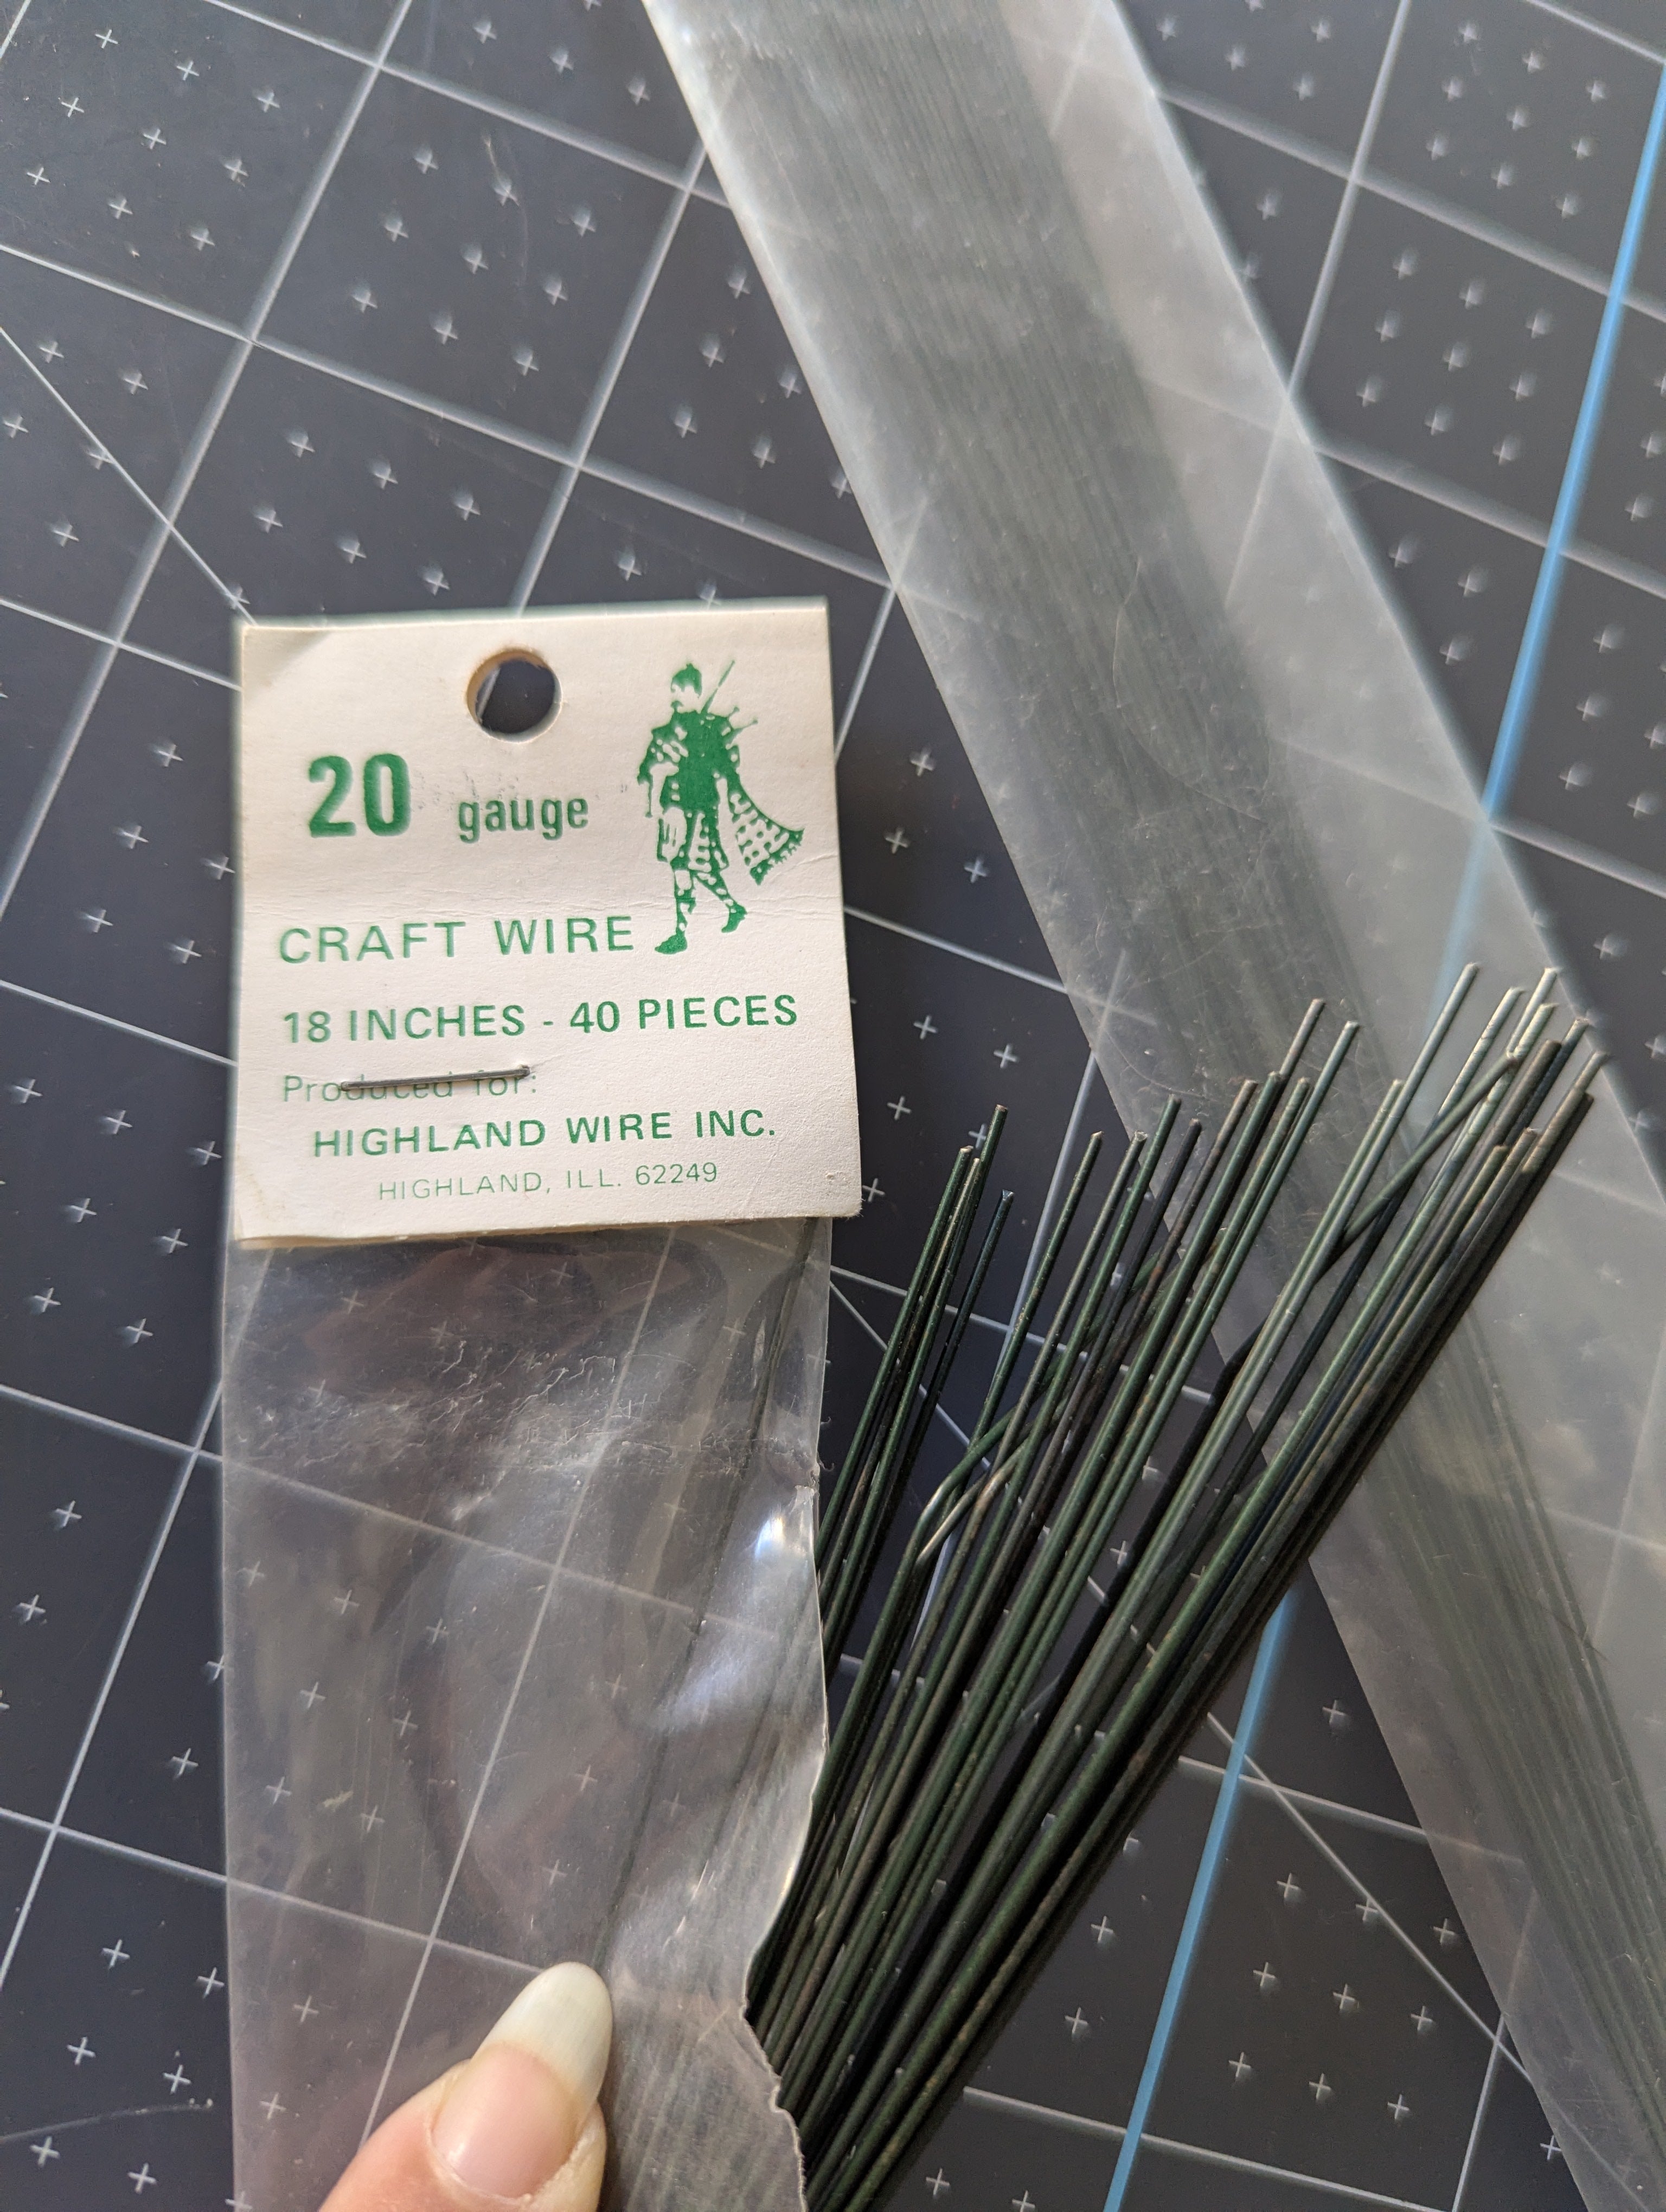 20 gauge
CRAFT WIRE
18 INCHES - 40 PIECES
Produced for:
HIGHLAND WIRE INC.
HIGHLAND, ILL. 62249